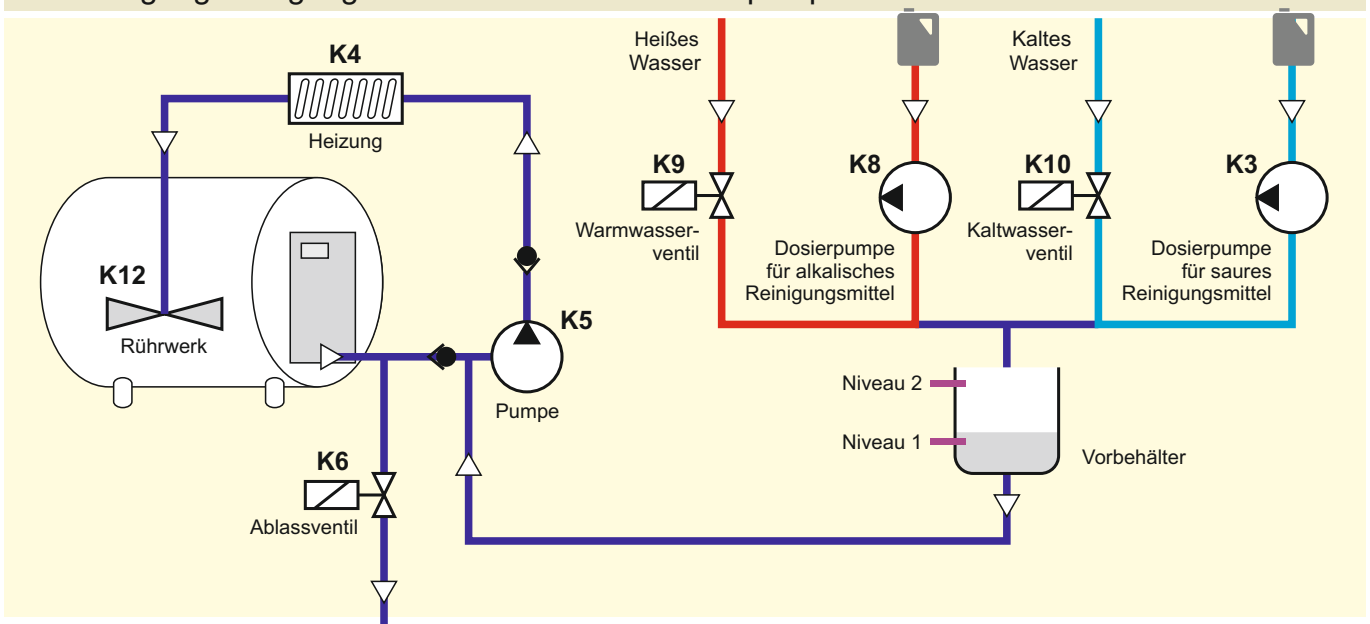 K4
Heizung
K12
Rührwerk
K5
Pumpe
K6
Ablassventil
Heißes
Wasser
K9
Warmwasser-
ventil
K8
Dosierpumpe
für alkalisches
Reinigungsmittel
Kaltes
Wasser
K10
Kaltwasser-
ventil
K3
Dosierpumpe
für saures
Reinigungsmittel
Niveau 2
Niveau 1
Vorbehälter